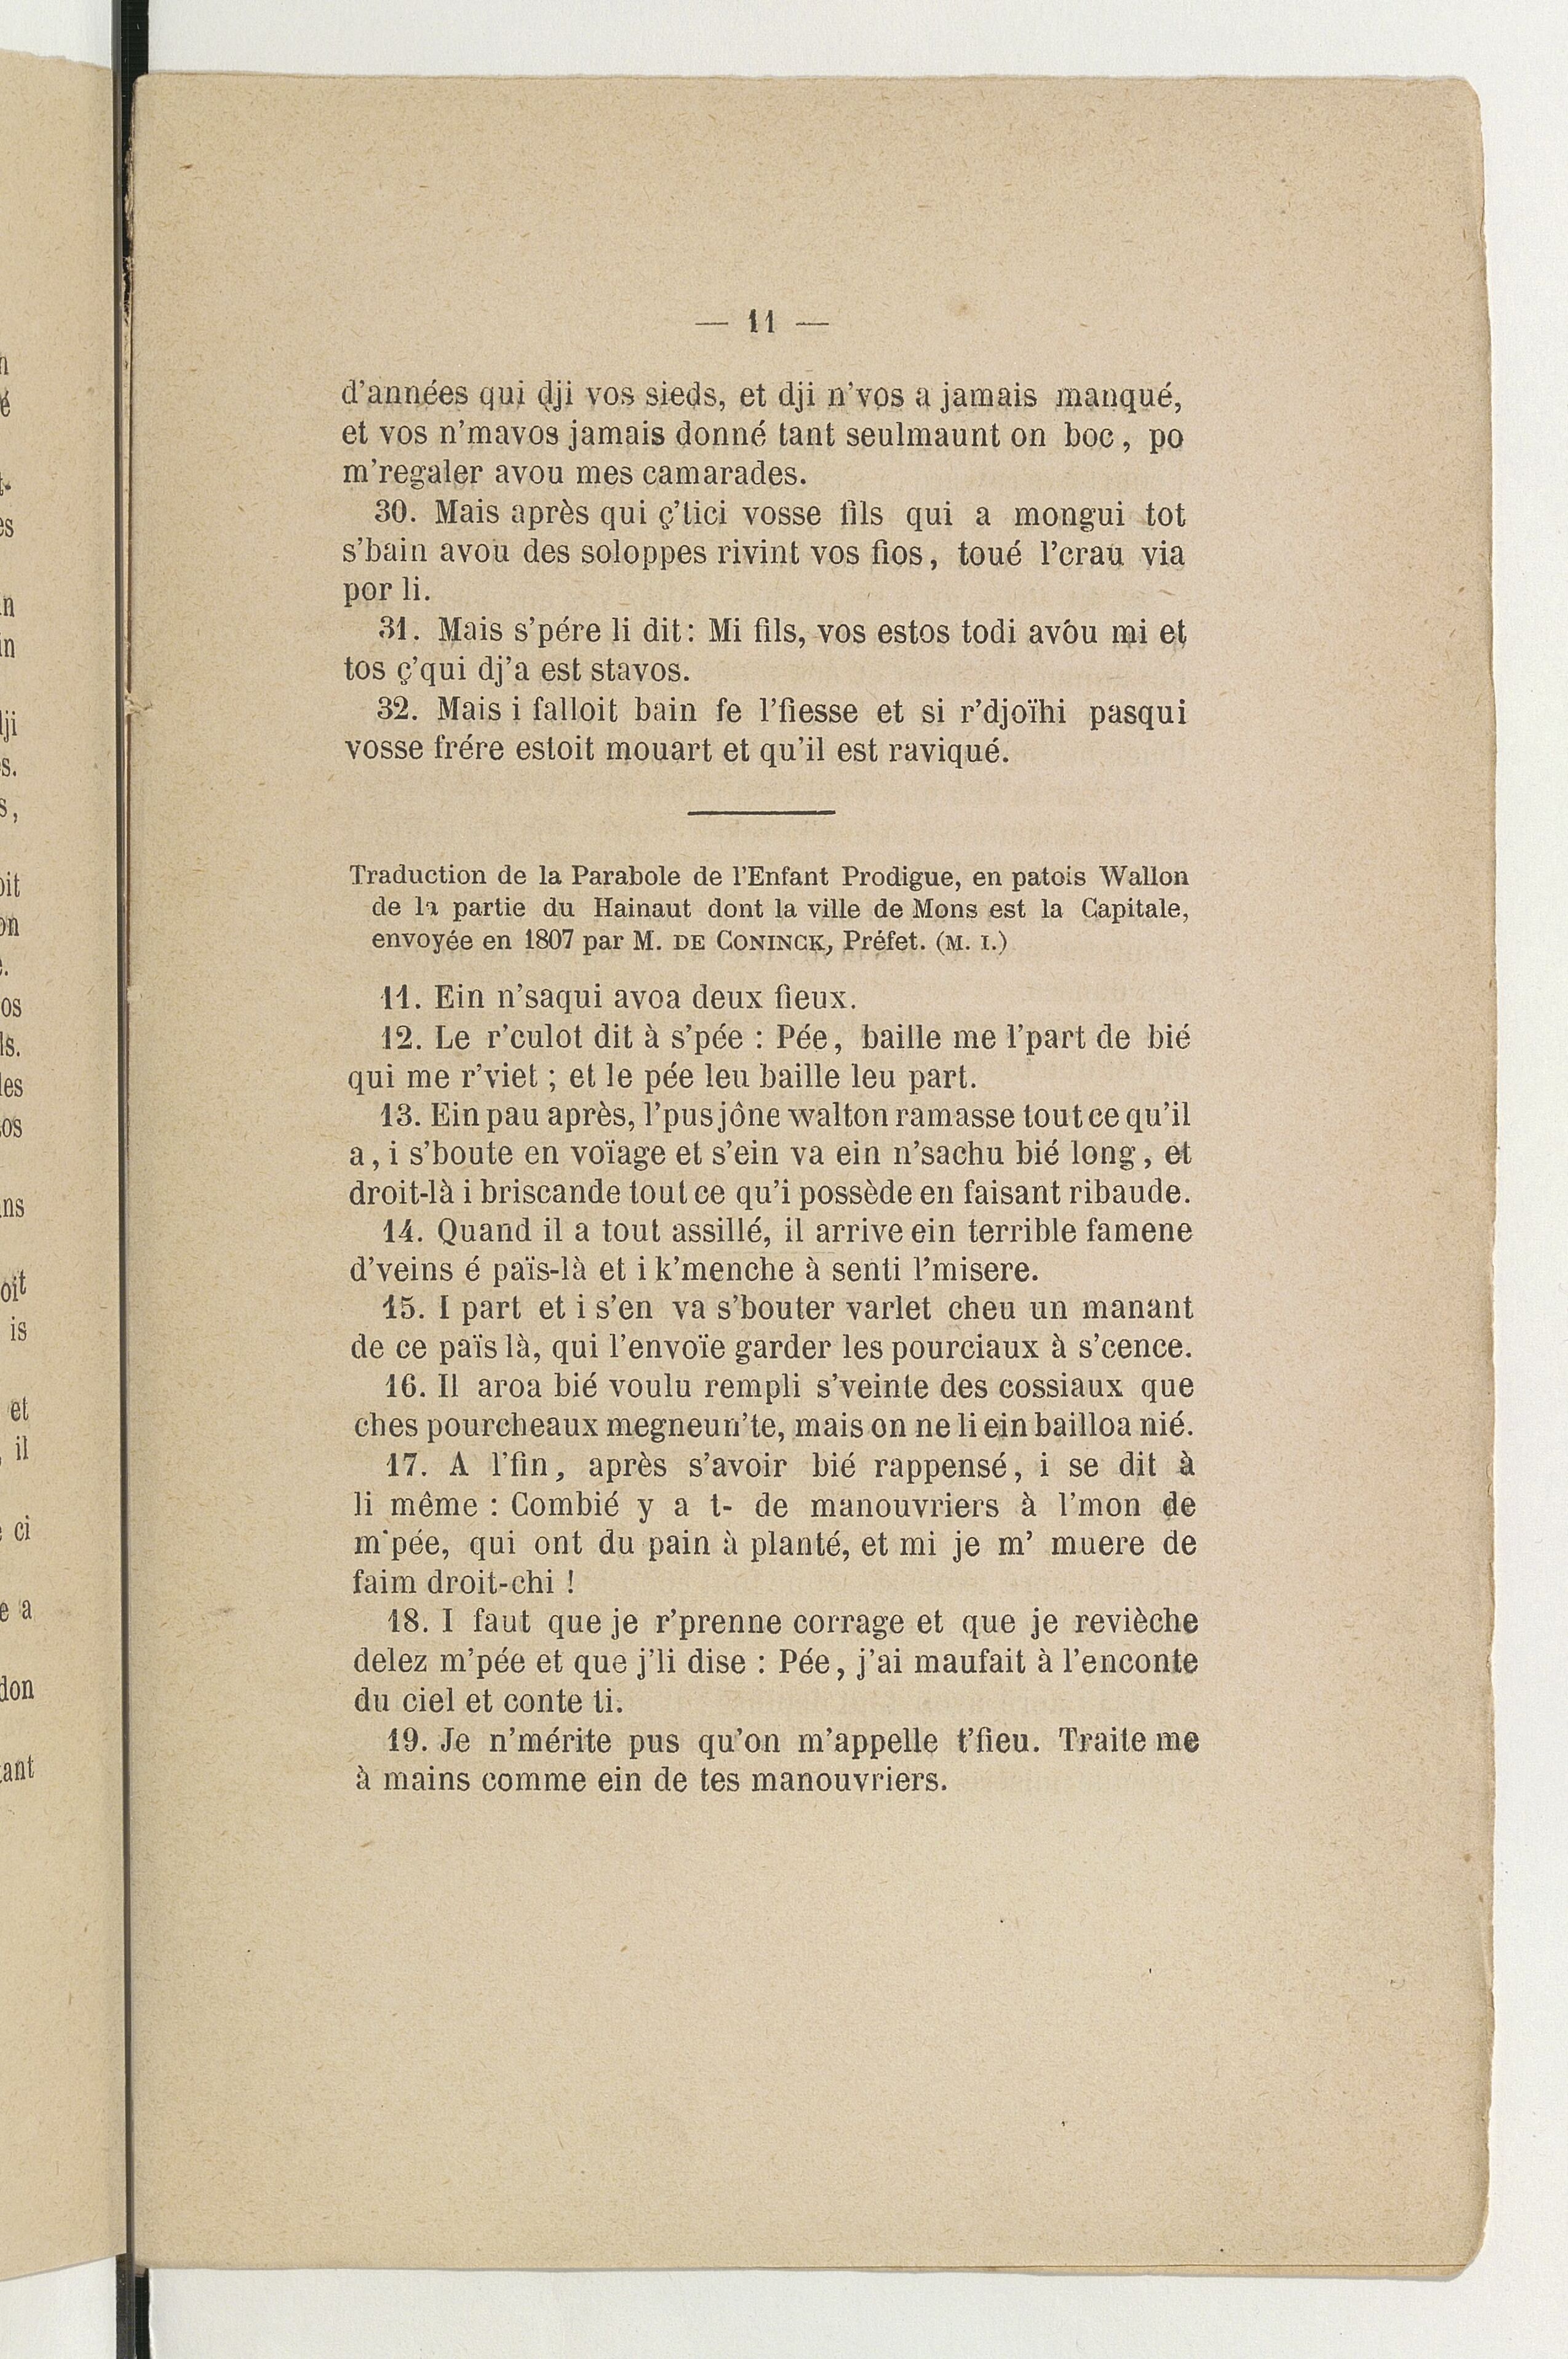 — 11 —
d'années qui dji vos sieds, et dji n'vos a jamais manqué,
et vos n'mavos jamais donné tant seulmaunt on boc, po
m'regaler avou mes camarades.
30. Mais après qui ç'tici vosse fils qui a mongui tot
s'bain avou des soloppes rivint vos fios, toué l'crau via
por li.
31. Mais s'pére li dit: Mi fils, vos estos todi avou mi et
tos ç'qui dj'a est stavos.
32. Mais i falloit bain fe l'fiesse et si r'djoïhi pasqui
vosse frére estoit mouart et qu'il est raviqué.
Traduction de la Parabole de l'Enfant Prodigue, en patois Wallon
de la partie du Hainaut dont la ville de Mons est la Capitale,
envoyée en 1807 par M. DE CONINCK, Préfet. (M. I.)
11. Ein n'saqui avoa deux fieux.
12. Le r'culot dit à s'pée : Pée, baille me l'part de bié
qui me r'viet ; et le pée leu baille leu part.
13. Ein pau après, l'pus jône walton ramasse tout ce qu'il
a, i s'boute en voïage et s'ein va ein n'sachu bié long, et
droit-là i briscande tout ce qu'i possède en faisant ribaude.
14. Quand il a tout assillé, il arrive ein terrible famene
d'veins é païs-là et i k'menche à senti l'misere.
15. I part et i s'en va s'bouter varlet cheu un manant
de ce païs là, qui l'envoïe garder les pourciaux à s'cence.
16. Il aroa bié voulu rempli s'veinte des cossiaux que
ches pourcheaux megneun'te, mais on ne li ein bailloa nié.
17. A l'fin, après s'avoir bié rappensé, i se dit à
li même : Combié y a t- de manouvriers à l'mon de
m'pée, qui ont du pain à planté, et mi je m' muere de
faim droit-chi !
18. I faut que je r'prenne corrage et que je revièche
delez m'pée et que j'li dise : Pée, j'ai maufait à l'enconte
du ciel et conte ti.
19. Je n'mérite pus qu'on m'appelle t'fieu. Traite me
à mains comme ein de tes manouvriers.